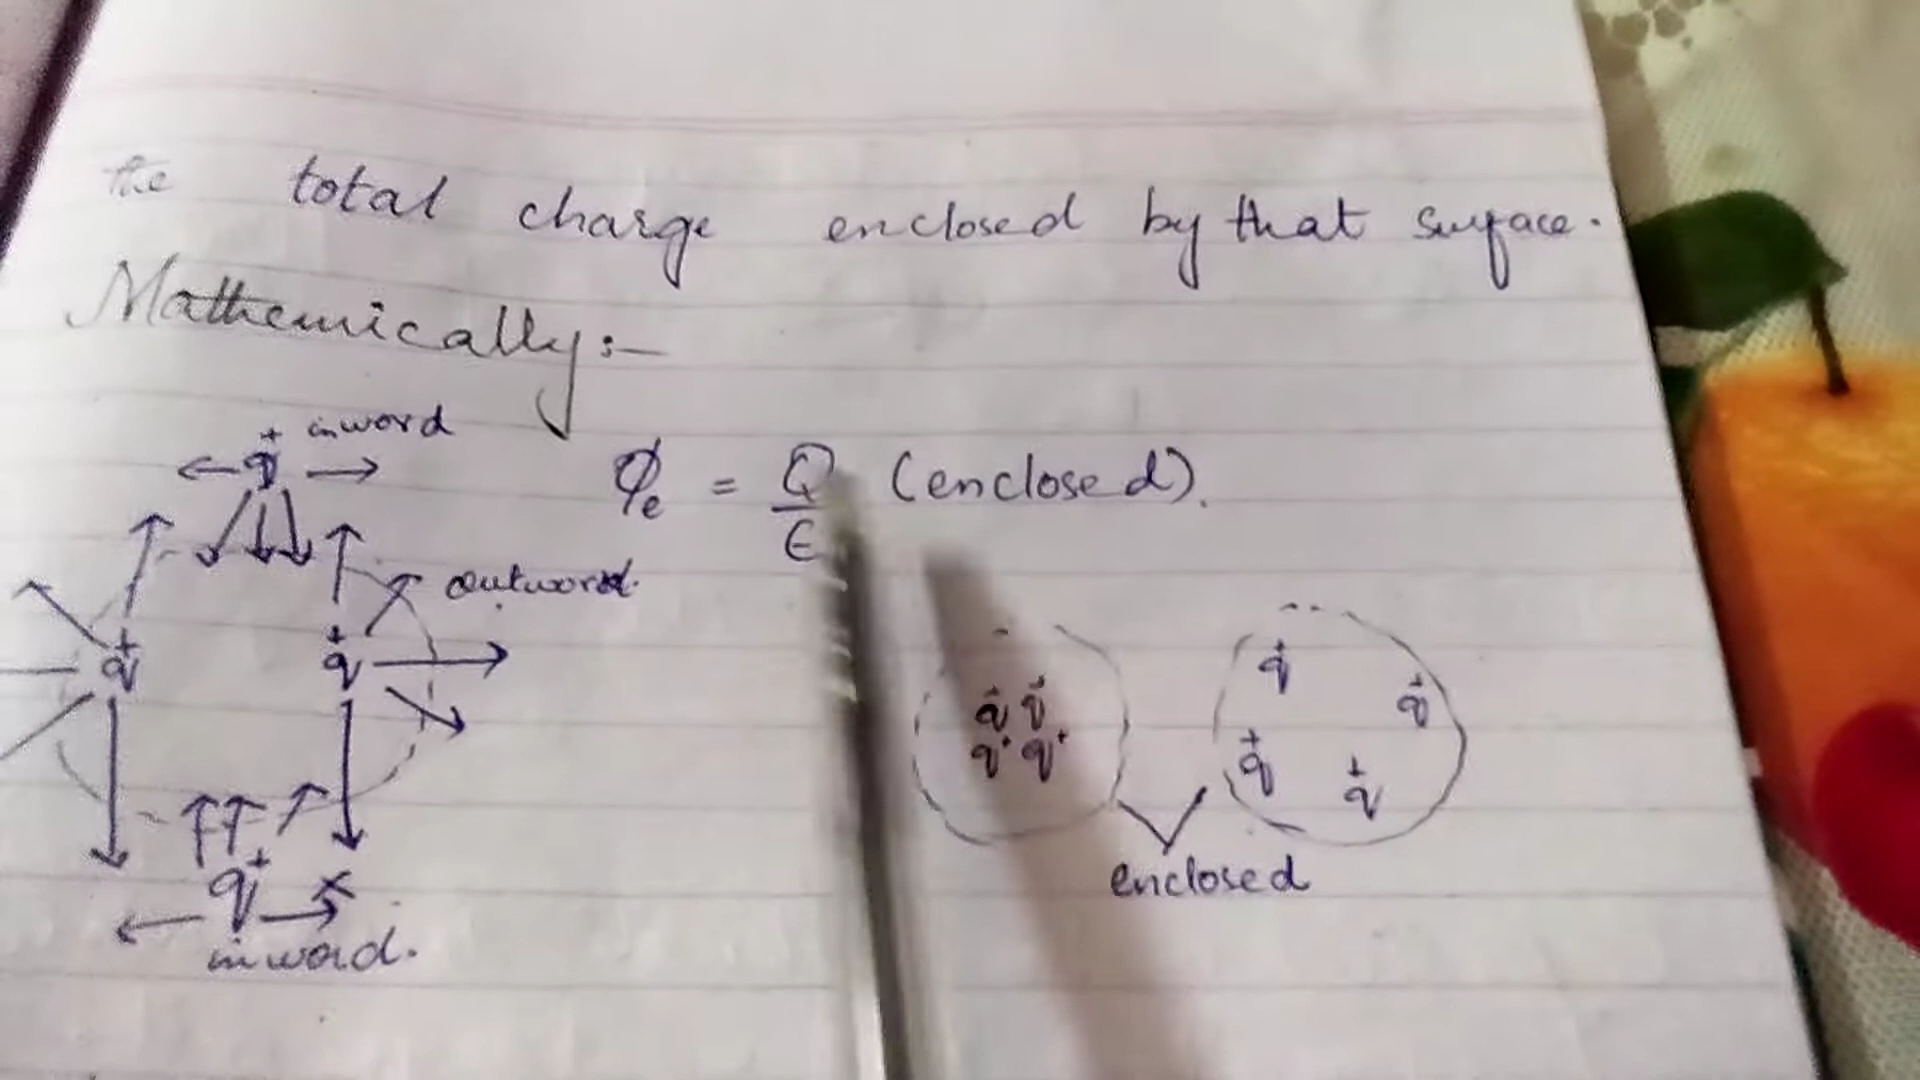 the total charge enclosed by that surface.
Mathemically:-
+
q inword
φe = Q (enclosed).
ϵ
outword.
+
q
+
q
+
q
inword.
q+ q+
q+ q+
+
q
+
q
+
q
+
q
enclosed